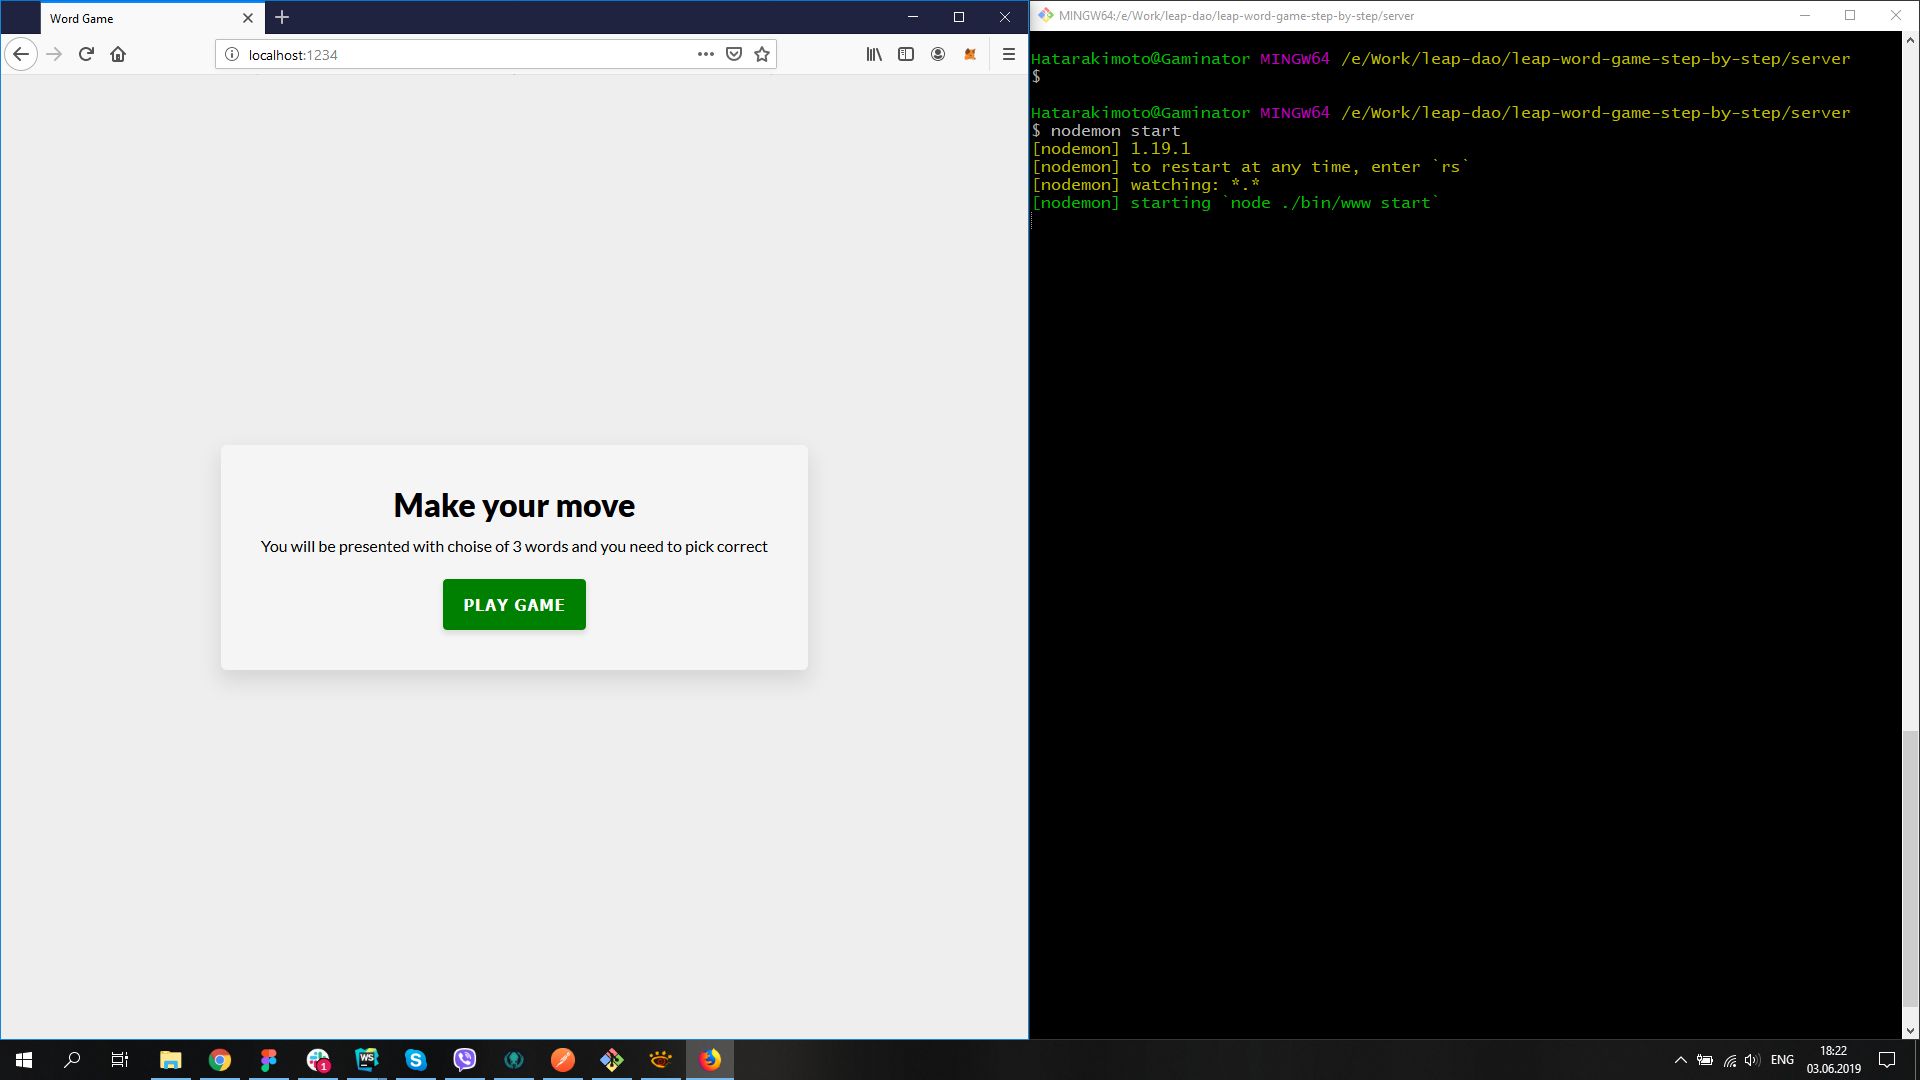 Word Game
localhost:1234
Make your move
You will be presented with choise of 3 words and you need to pick correct
PLAY GAME
MINGW64:/e/Work/leap-dao/leap-word-game-step-by-step/server
Hatarakimoto@Gaminator MINGW64 /e/Work/leap-dao/leap-word-game-step-by-step/server
$
Hatarakimoto@Gaminator MINGW64 /e/Work/leap-dao/leap-word-game-step-by-step/server
$ nodemon start
[nodemon] 1.19.1
[nodemon] to restart at any time, enter `rs`
[nodemon] watching: *.*
[nodemon] starting `node ./bin/www start`
1
WS
ENG
18:22
03.06.2019